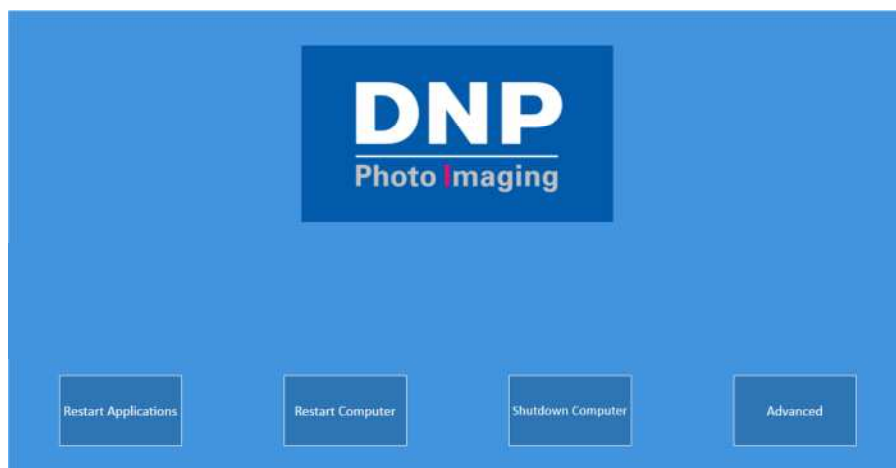 DNP
Photo Imaging
Restart Applications
Restart Computer
Shutdown Computer
Advanced